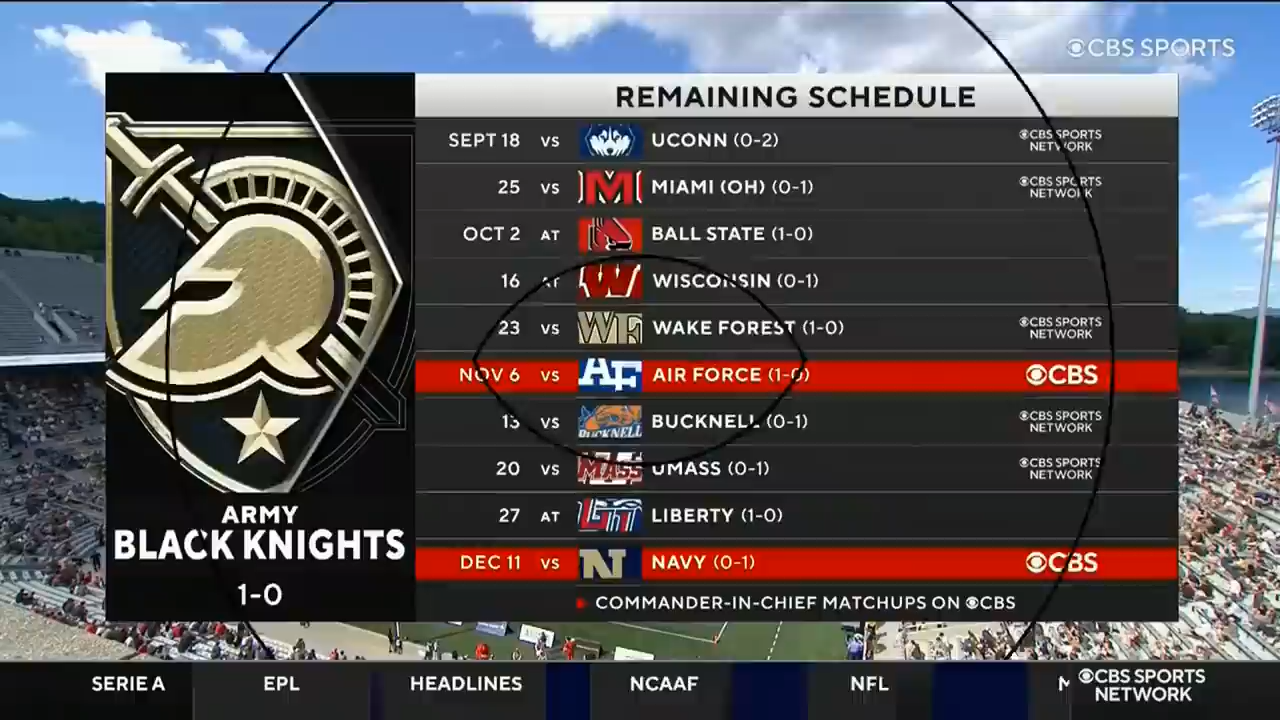 CBS SPORTS
REMAINING SCHEDULE
SEPT 18 VS UCONN (0-2) CBS SPORTS NETWORK
25 VS MIAMI (OH) (0-1) CBS SPORTS NETWORK
OCT 2 AT BALL STATE (1-0)
16 AT WISCONSIN (0-1)
23 VS WF WAKE FOREST (1-0) CBS SPORTS NETWORK
NOV 6 VS AF AIR FORCE (1-0) CBS
13 VS BUCKNELL BUCKNELL (0-1) CBS SPORTS NETWORK
20 VS MASS UMASS (0-1) CBS SPORTS NETWORK
27 AT LIBERTY (1-0)
DEC 11 VS N NAVY (0-1) CBS
COMMANDER-IN-CHIEF MATCHUPS ON CBS
ARMY
BLACK KNIGHTS
1-0
SERIE A EPL HEADLINES NCAAF NFL
CBS SPORTS
NETWORK